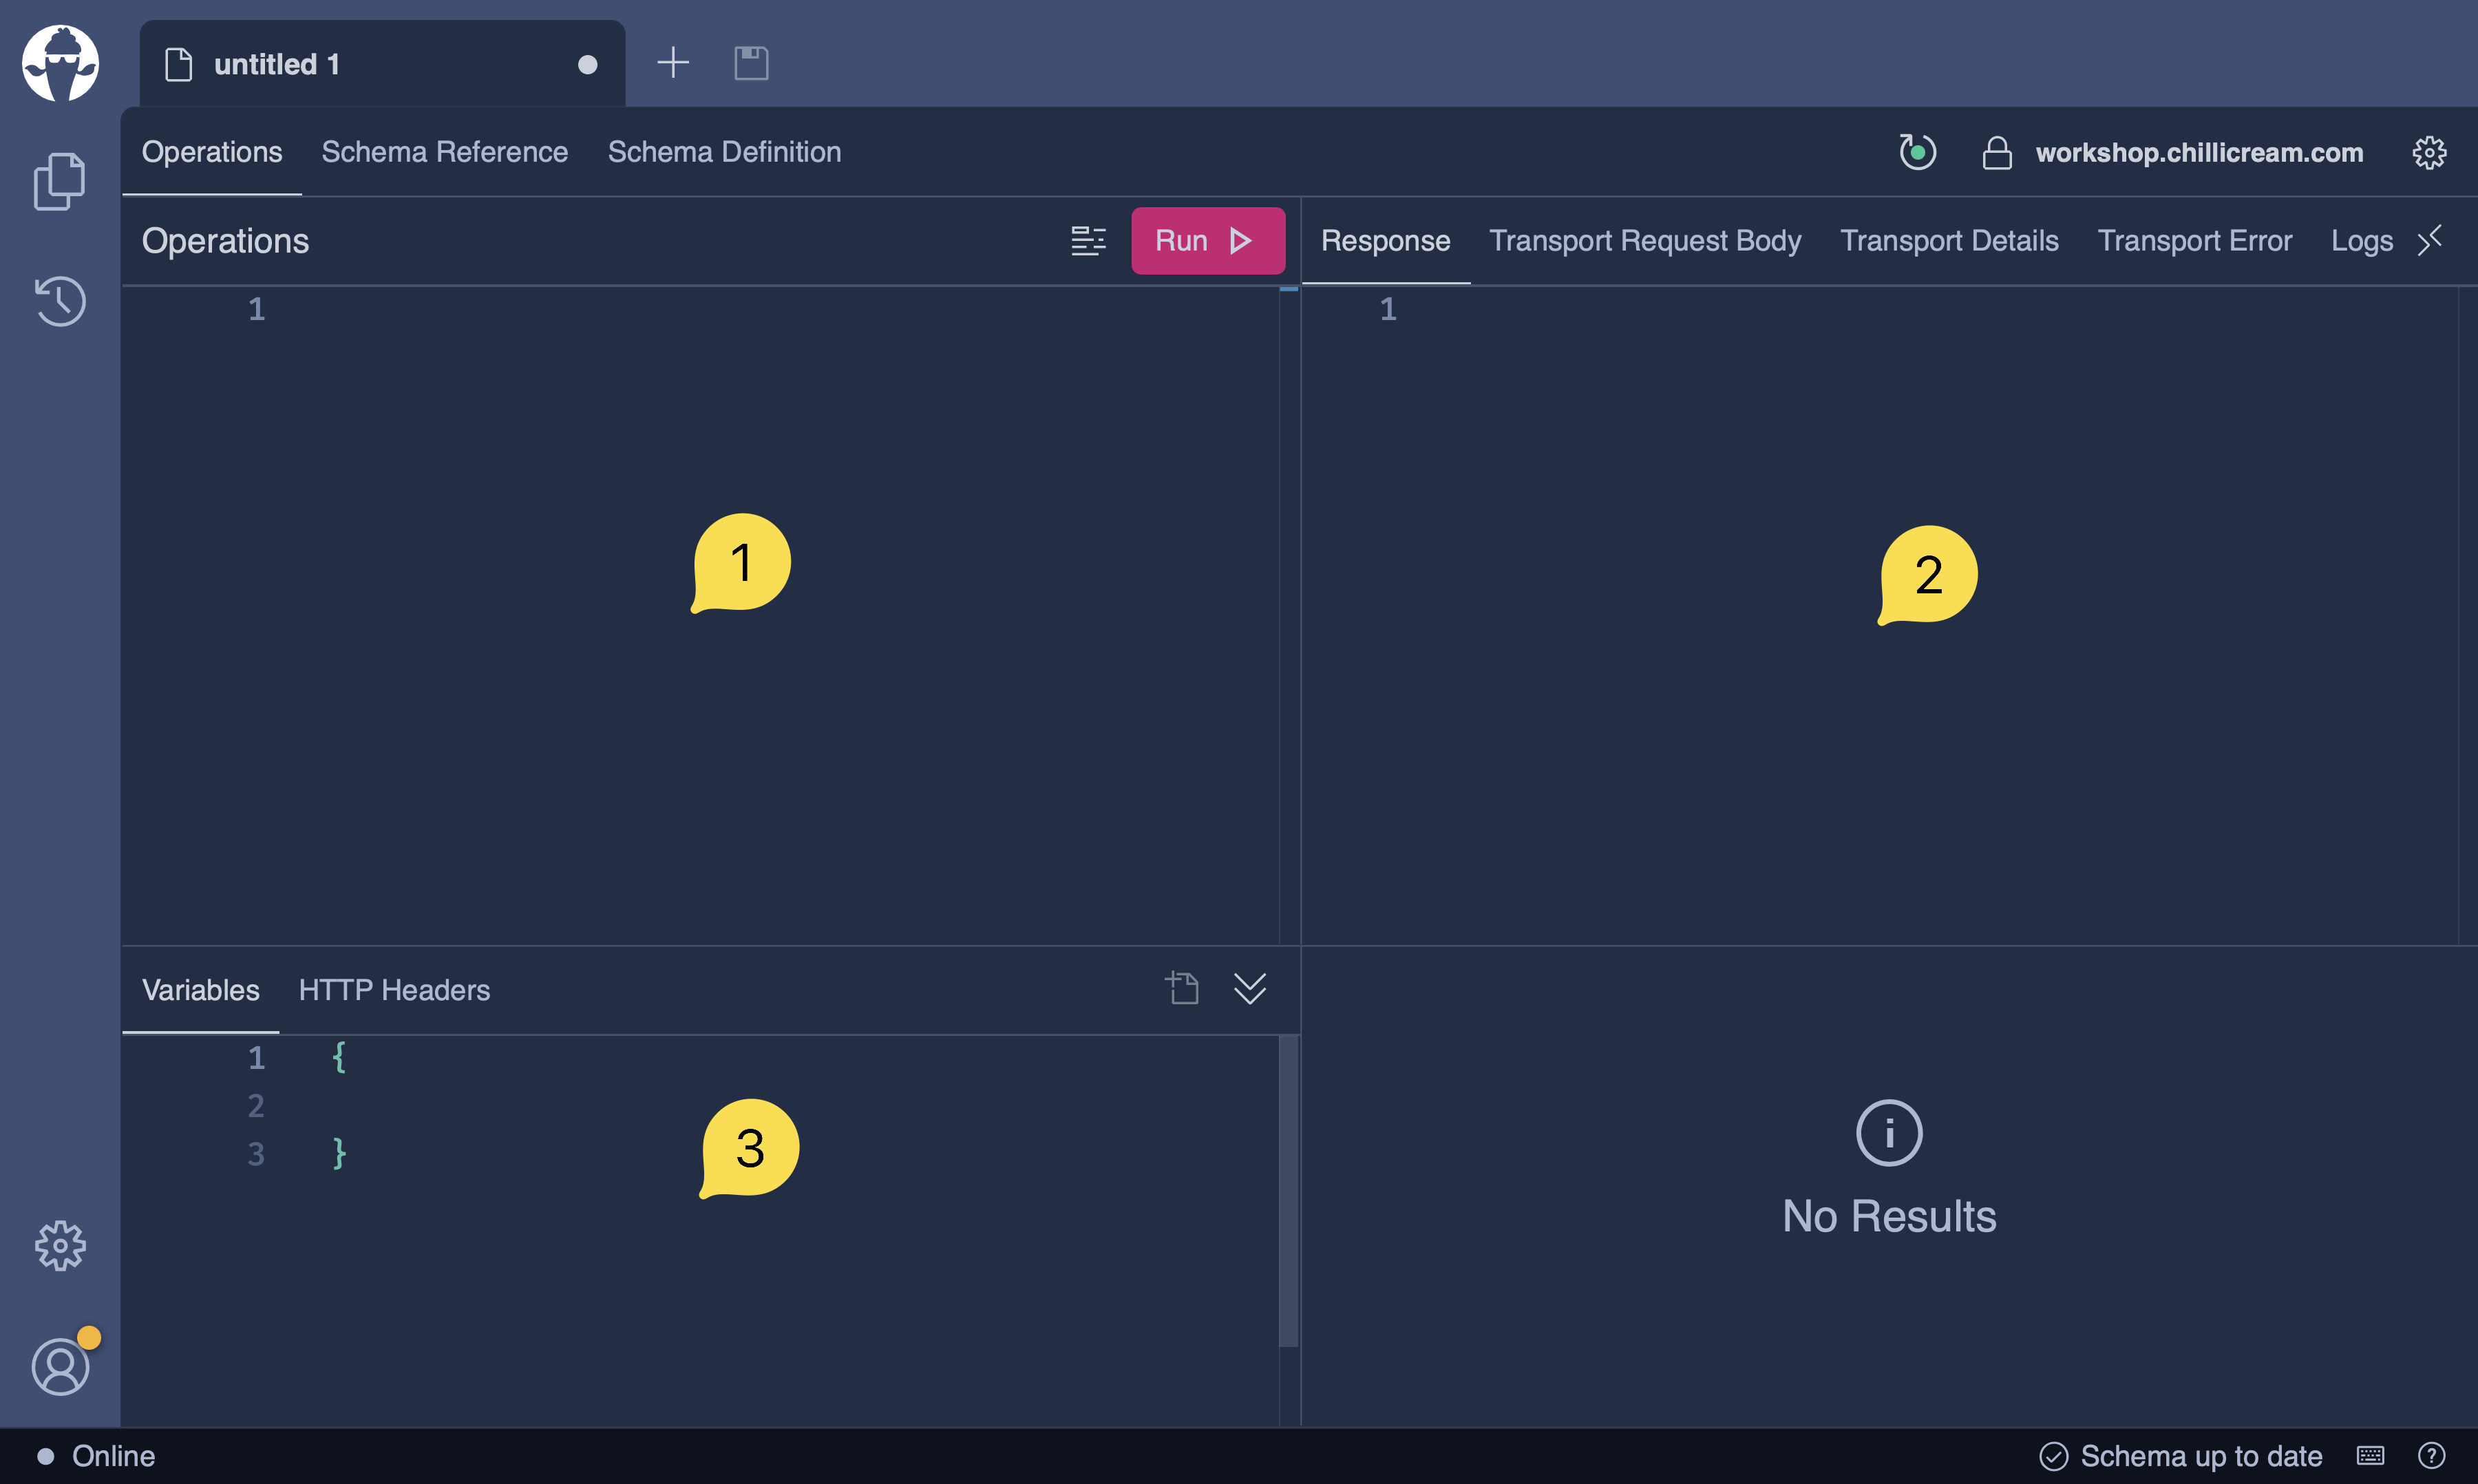 untitled 1
Operations Schema Reference Schema Definition workshop.chillicream.com
Operations Run Response Transport Request Body Transport Details Transport Error Logs
1 1
1 2
Variables HTTP Headers
1 {
2
3 }
3
No Results
Online Schema up to date